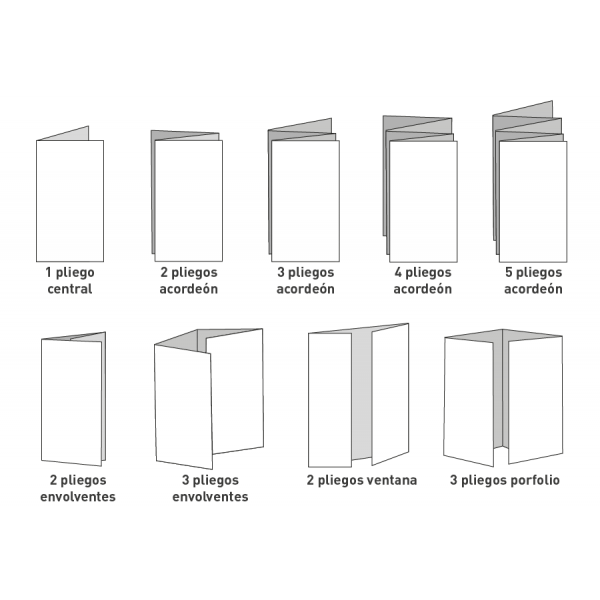 1 pliego
central
2 pliegos
acordeón
3 pliegos
acordeón
4 pliegos
acordeón
5 pliegos
acordeón
2 pliegos
envolventes
3 pliegos
envolventes
2 pliegos ventana
3 pliegos porfolio